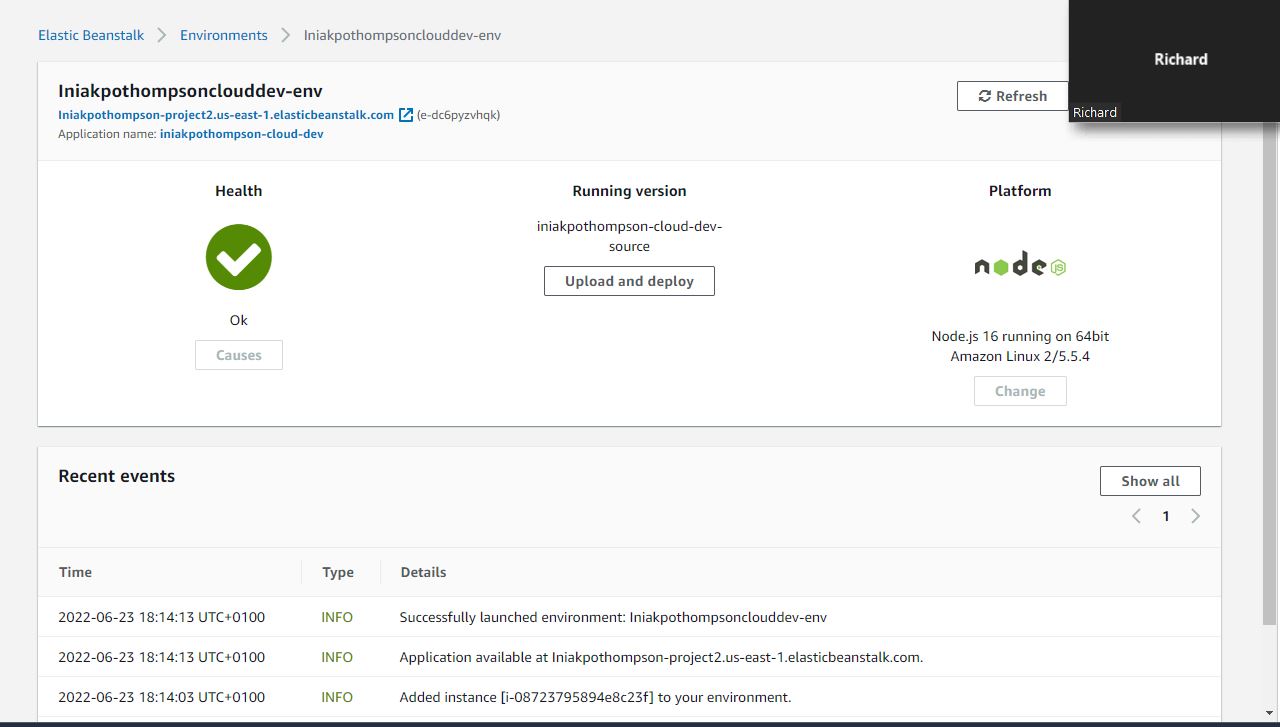 Elastic Beanstalk > Environments > Iniakpothompsonclouddev-env
Richard
Richard
Iniakpothompsonclouddev-env
Iniakpothompson-project2.us-east-1.elasticbeanstalk.com (e-dc6pyzvhqk)
Application name: iniakpothompson-cloud-dev
Refresh
Health
Ok
Causes
Running version
iniakpothompson-cloud-dev-
source
Upload and deploy
Platform
node JS
Node.js 16 running on 64bit
Amazon Linux 2/5.5.4
Change
Recent events
Show all
1
Time Type Details
2022-06-23 18:14:13 UTC+0100 INFO Successfully launched environment: Iniakpothompsonclouddev-env
2022-06-23 18:14:13 UTC+0100 INFO Application available at Iniakpothompson-project2.us-east-1.elasticbeanstalk.com.
2022-06-23 18:14:03 UTC+0100 INFO Added instance [i-08723795894e8c23f] to your environment.